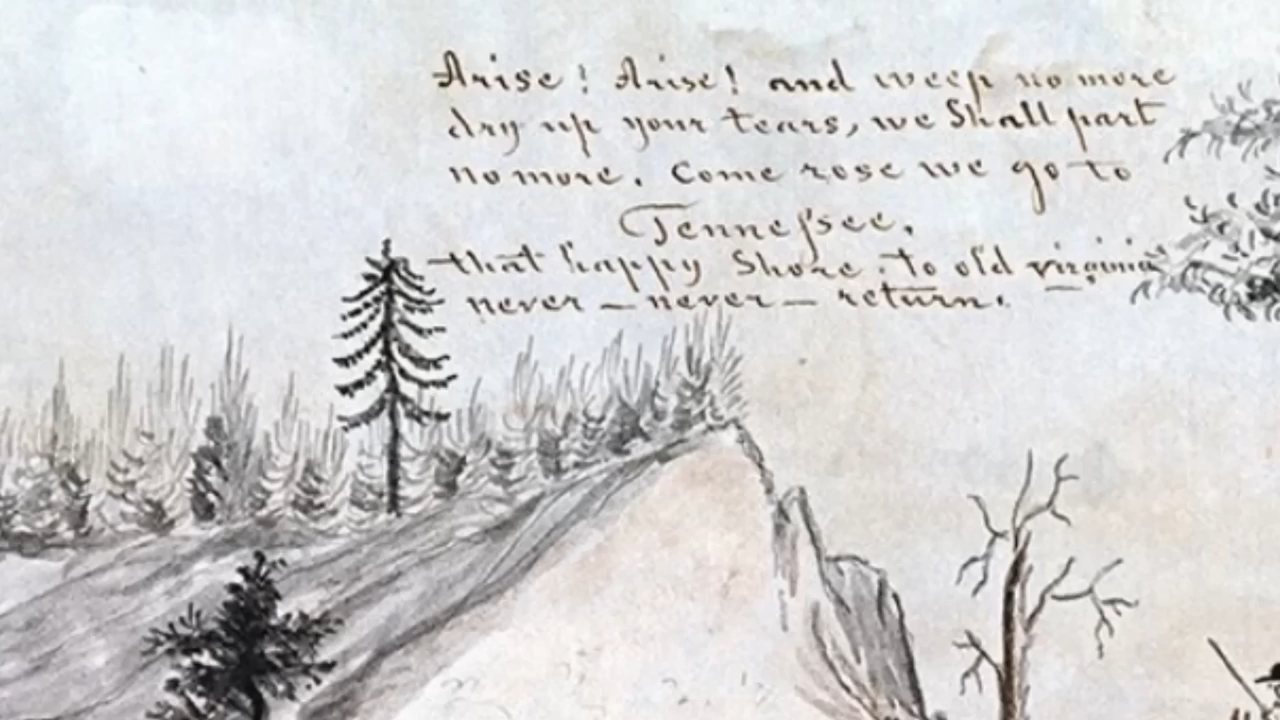 Arise! Arise! and weep no more
dry up your tears, we Shall part
no more. Come rose we go to
Tenneſsee,
that happy Shore. to old virginia
never — never — return.